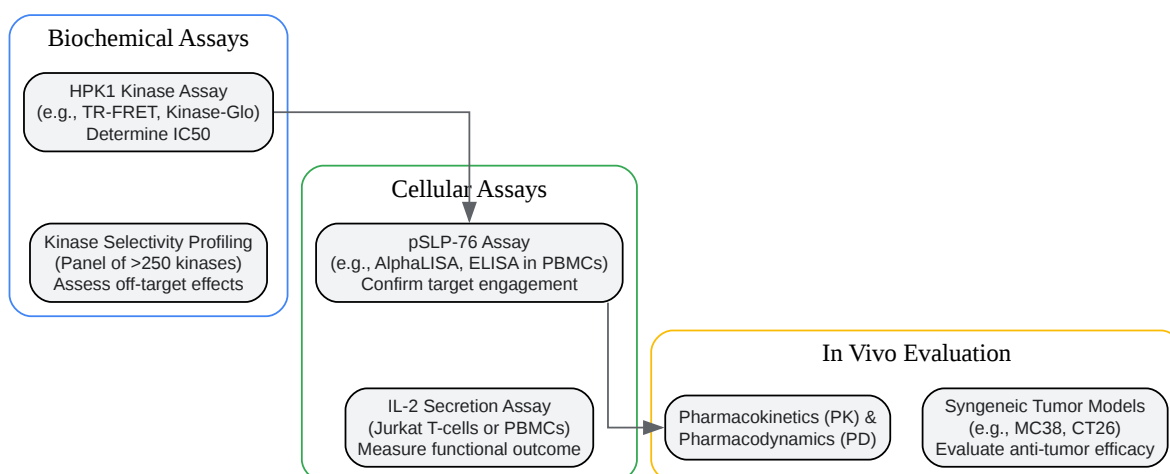 Biochemical Assays
HPK1 Kinase Assay
(e.g., TR-FRET, Kinase-Glo)
Determine IC50
Kinase Selectivity Profiling
(Panel of >250 kinases)
Assess off-target effects
Cellular Assays
pSLP-76 Assay
(e.g., AlphaLISA, ELISA in PBMCs)
Confirm target engagement
IL-2 Secretion Assay
(Jurkat T-cells or PBMCs)
Measure functional outcome
In Vivo Evaluation
Pharmacokinetics (PK) &
Pharmacodynamics (PD)
Syngeneic Tumor Models
(e.g., MC38, CT26)
Evaluate anti-tumor efficacy